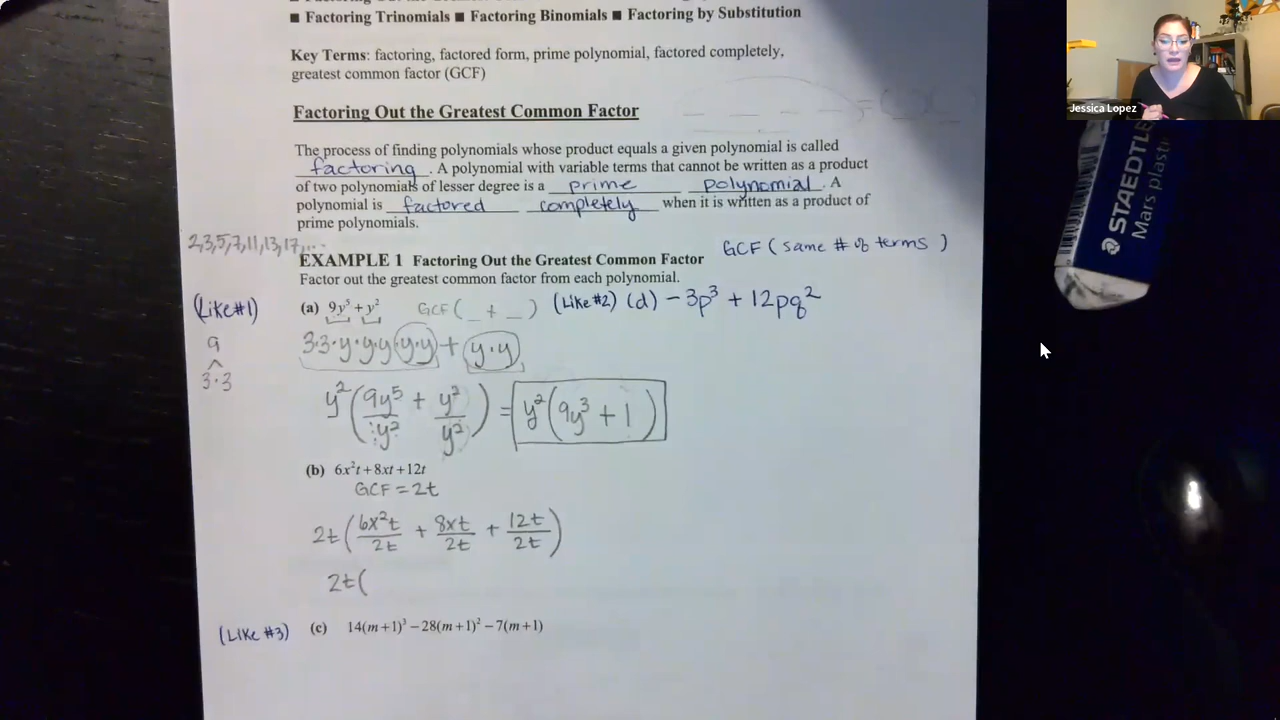 ■ Factoring Trinomials ■ Factoring Binomials ■ Factoring by Substitution
Key Terms: factoring, factored form, prime polynomial, factored completely,
greatest common factor (GCF)
Factoring Out the Greatest Common Factor
The process of finding polynomials whose product equals a given polynomial is called
factoring. A polynomial with variable terms that cannot be written as a product
of two polynomials of lesser degree is a prime polynomial. A
polynomial is factored completely when it is written as a product of
prime polynomials.
2,3,5,7,11,13,17,...
GCF (same # of terms)
EXAMPLE 1 Factoring Out the Greatest Common Factor
Factor out the greatest common factor from each polynomial.
(Like #1) (a) 9y⁵ + y² GCF( _ + _ ) (Like #2) (d) -3p³ + 12pq²
9
3·3
3·3·y·y·y·y·y + y·y
y²(9y⁵/y² + y²/y²) = y²(9y³ + 1)
(b) 6x²t + 8xt + 12t
GCF = 2t
2t(6x²t/2t + 8xt/2t + 12t/2t)
2t(
(Like #3) (c) 14(m+1)³ – 28(m+1)² – 7(m+1)
Jessica Lopez
STAEDTLER
Mars plastic